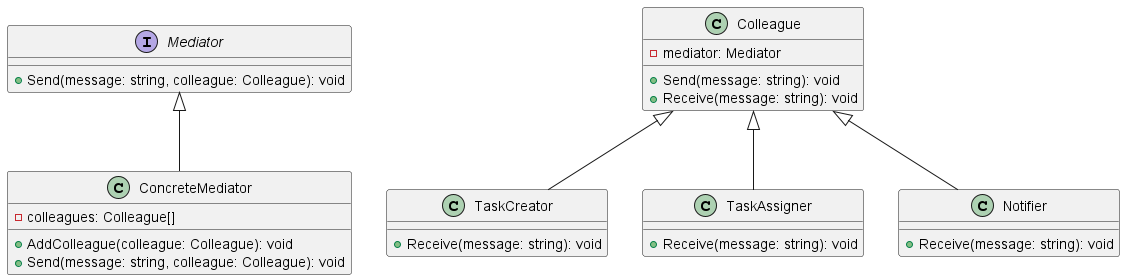 I Mediator
Send(message: string, colleague: Colleague): void
C ConcreteMediator
colleagues: Colleague[]
AddColleague(colleague: Colleague): void
Send(message: string, colleague: Colleague): void
C Colleague
mediator: Mediator
Send(message: string): void
Receive(message: string): void
C TaskCreator
Receive(message: string): void
C TaskAssigner
Receive(message: string): void
C Notifier
Receive(message: string): void